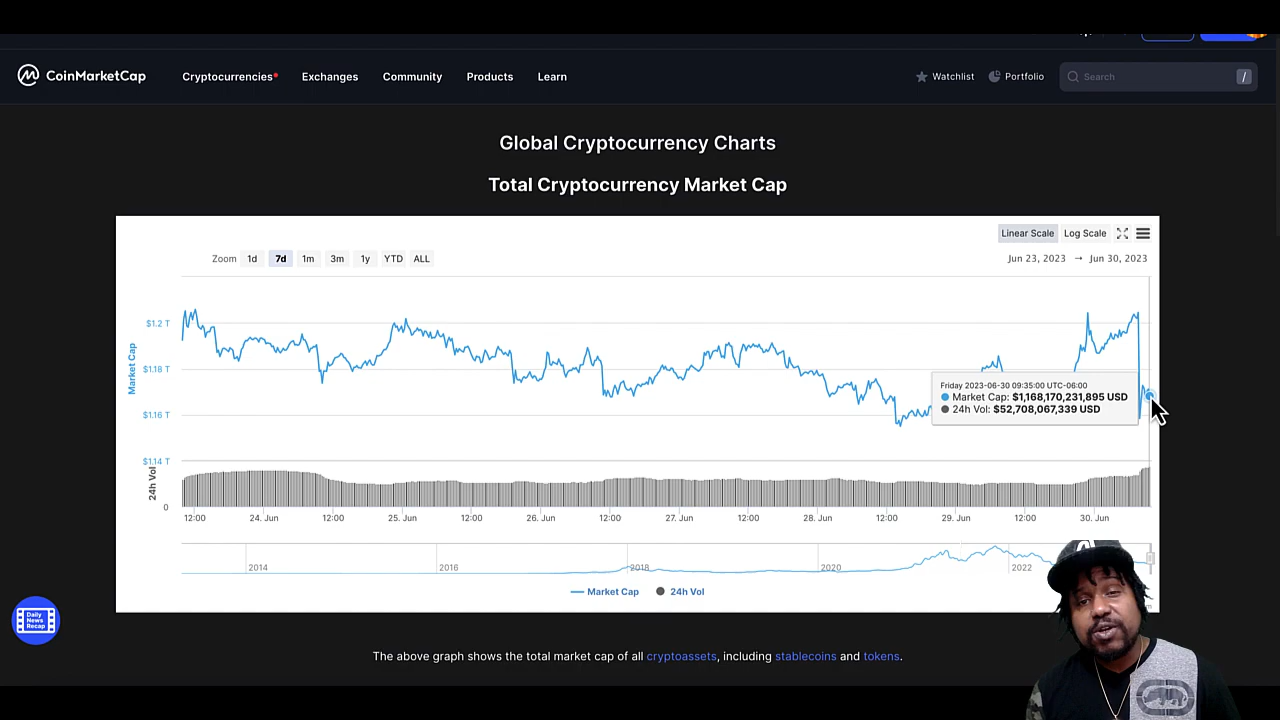 CoinMarketCap Cryptocurrencies Exchanges Community Products Learn Watchlist Portfolio Search /
Global Cryptocurrency Charts
Total Cryptocurrency Market Cap
Linear Scale Log Scale
Zoom 1d 7d 1m 3m 1y YTD ALL Jun 23, 2023 → Jun 30, 2023
$1.2 T
$1.18 T
$1.16 T
$1.14 T
Market Cap
Friday 2023-06-30 09:35:00 UTC-06:00
Market Cap: $1,168,170,231,895 USD
24h Vol: $52,708,067,339 USD
24h Vol
0
12:00 24. Jun 12:00 25. Jun 12:00 26. Jun 12:00 27. Jun 12:00 28. Jun 12:00 29. Jun 12:00 30. Jun
2014 2016 2018 2020 2022
Market Cap 24h Vol
Daily
News
Recap
The above graph shows the total market cap of all cryptoassets, including stablecoins and tokens.